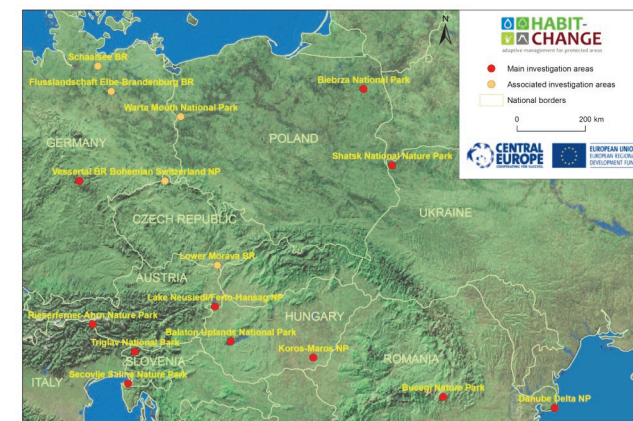 N
HABIT-
CHANGE
adaptive management for protected areas
Main investigation areas
Associated investigation areas
National borders
0 200 km
CENTRAL
EUROPE
COOPERATING FOR SUCCESS.
EUROPEAN UNION
EUROPEAN REGIONAL
DEVELOPMENT FUND
Schaalsee BR
Flusslandschaft Elbe-Brandenburg BR
Biebrza National Park
Warta Mouth National Park
GERMANY
POLAND
Shatsk National Nature Park
Vessertal BR Bohemian Switzerland NP
CZECH REPUBLIC
UKRAINE
Lower Morava BR
AUSTRIA
Lake Neusiedl/Ferto-Hansag NP
Rieserferner-Ahrn Nature Park
HUNGARY
Balaton Uplands National Park
Triglav National Park
Koros-Maros NP
SLOVENIA
ROMANIA
ITALY
Secovlje Salina Nature Park
Bucegi Nature Park
Danube Delta NP